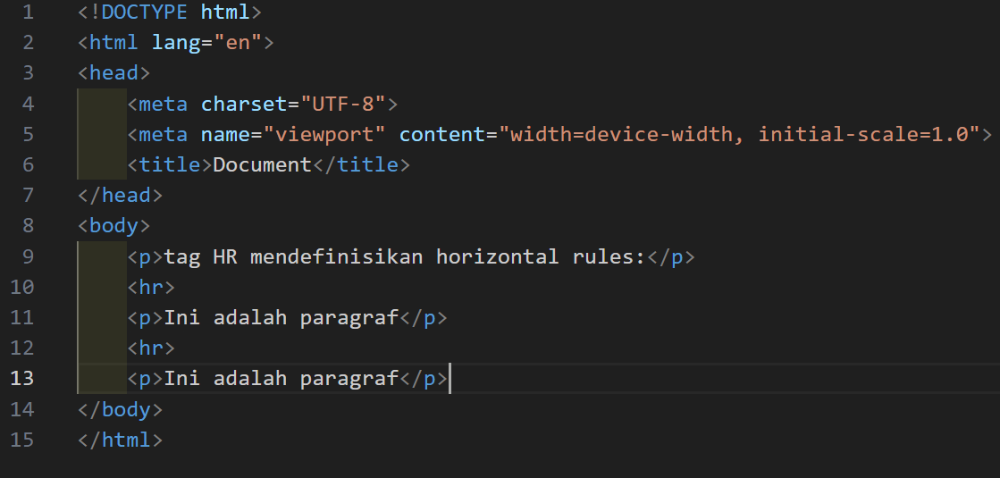 1 <!DOCTYPE html>
2 <html lang="en">
3 <head>
4     <meta charset="UTF-8">
5     <meta name="viewport" content="width=device-width, initial-scale=1.0">
6     <title>Document</title>
7 </head>
8 <body>
9     <p>tag HR mendefinisikan horizontal rules:</p>
10     <hr>
11     <p>Ini adalah paragraf</p>
12     <hr>
13     <p>Ini adalah paragraf</p>
14 </body>
15 </html>